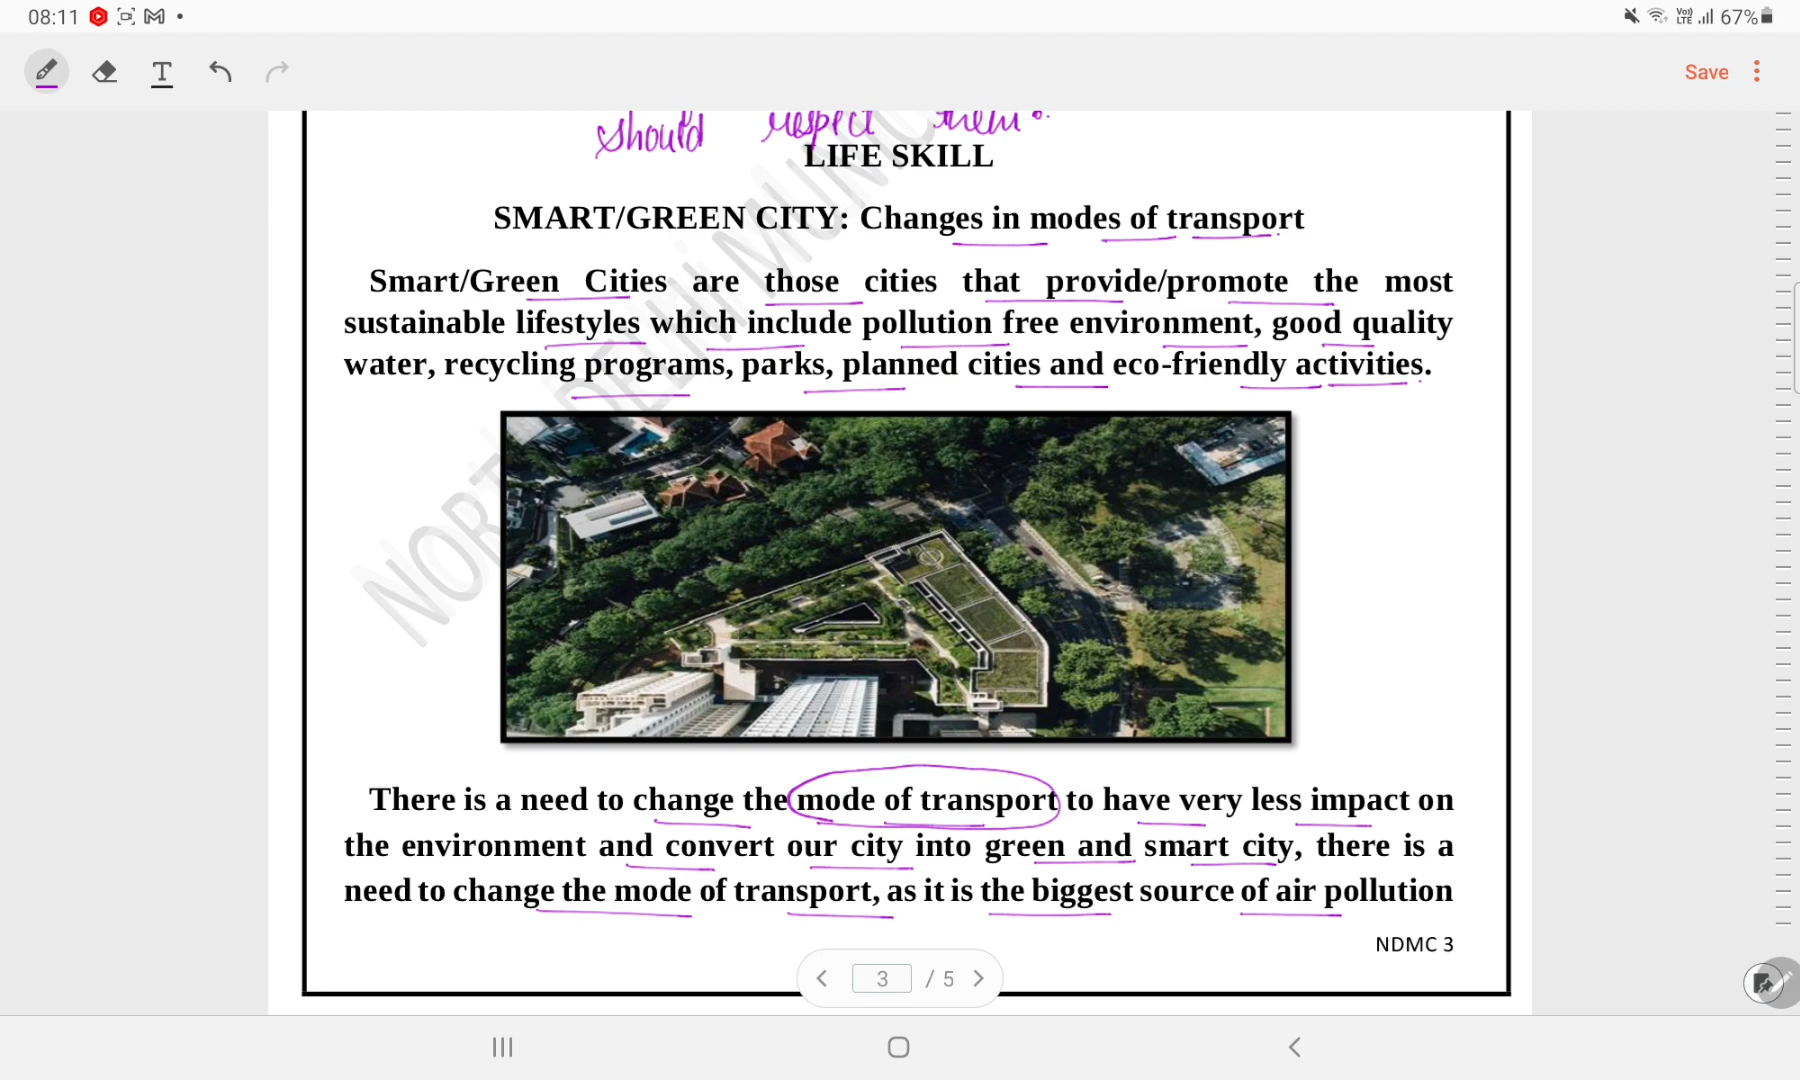 08:11
67%
Save
should respect them.
LIFE SKILL
SMART/GREEN CITY: Changes in modes of transport
Smart/Green Cities are those cities that provide/promote the most
sustainable lifestyles which include pollution free environment, good quality
water, recycling programs, parks, planned cities and eco-friendly activities.
There is a need to change the mode of transport to have very less impact on
the environment and convert our city into green and smart city, there is a
need to change the mode of transport, as it is the biggest source of air pollution
NDMC 3
3 / 5